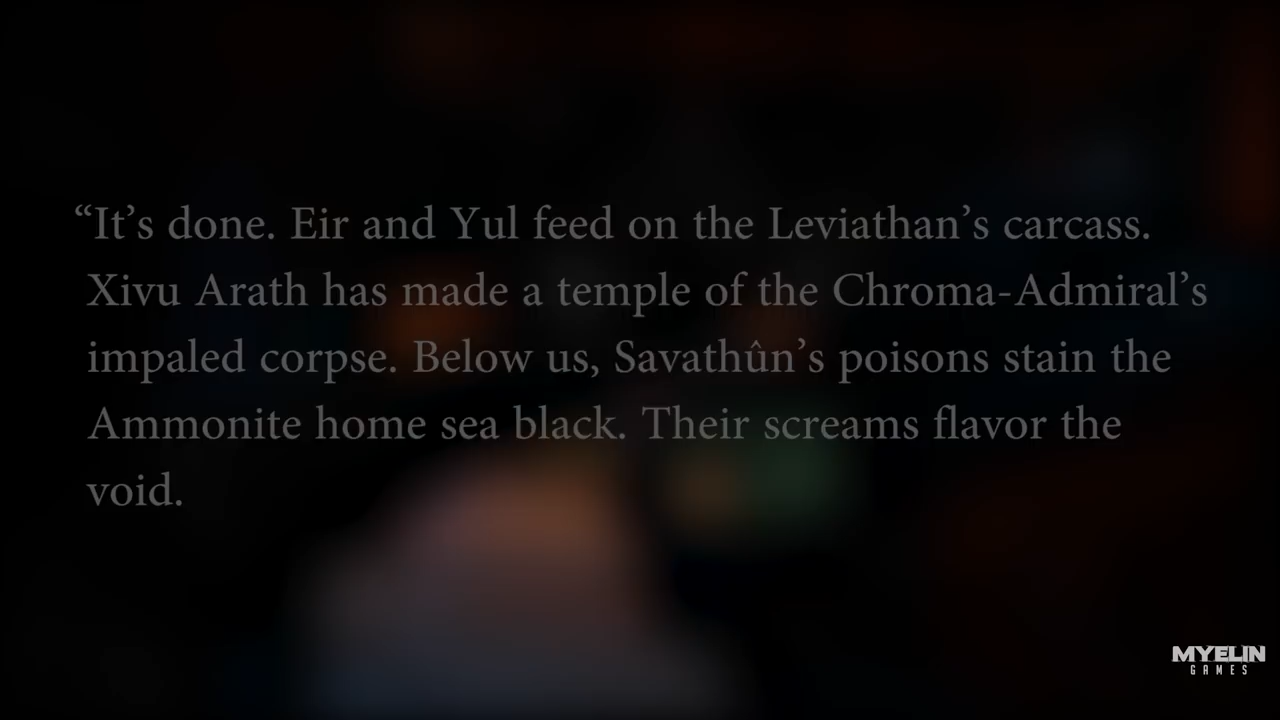 “It’s done. Eir and Yul feed on the Leviathan’s carcass.
Xivu Arath has made a temple of the Chroma-Admiral’s
impaled corpse. Below us, Savathûn’s poisons stain the
Ammonite home sea black. Their screams flavor the
void.
MYELIN
GAMES